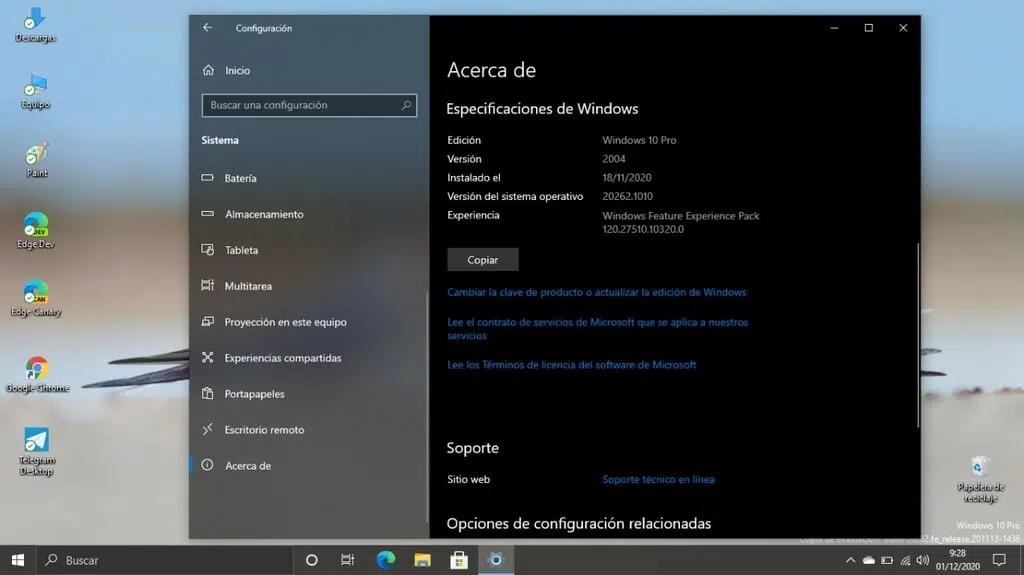 Descargas
Equipo
Paint
Edge Dev
Edge Canary
Google Chrome
Telegram
Desktop
Configuración
Inicio
Buscar una configuración
Sistema
Batería
Almacenamiento
Tableta
Multitarea
Proyección en este equipo
Experiencias compartidas
Portapapeles
Escritorio remoto
Acerca de
Acerca de
Especificaciones de Windows
Edición Windows 10 Pro
Versión 2004
Instalado el 18/11/2020
Versión del sistema operativo 20262.1010
Experiencia Windows Feature Experience Pack
120.27510.10320.0
Copiar
Cambiar la clave de producto o actualizar la edición de Windows
Lee el contrato de servicios de Microsoft que se aplica a nuestros
servicios
Lee los Términos de licencia del software de Microsoft
Soporte
Sitio web Soporte técnico en línea
Opciones de configuración relacionadas
Papelera de
reciclaje
Windows 10 Pro
fe_release.201113-1436
Buscar
9:28
01/12/2020